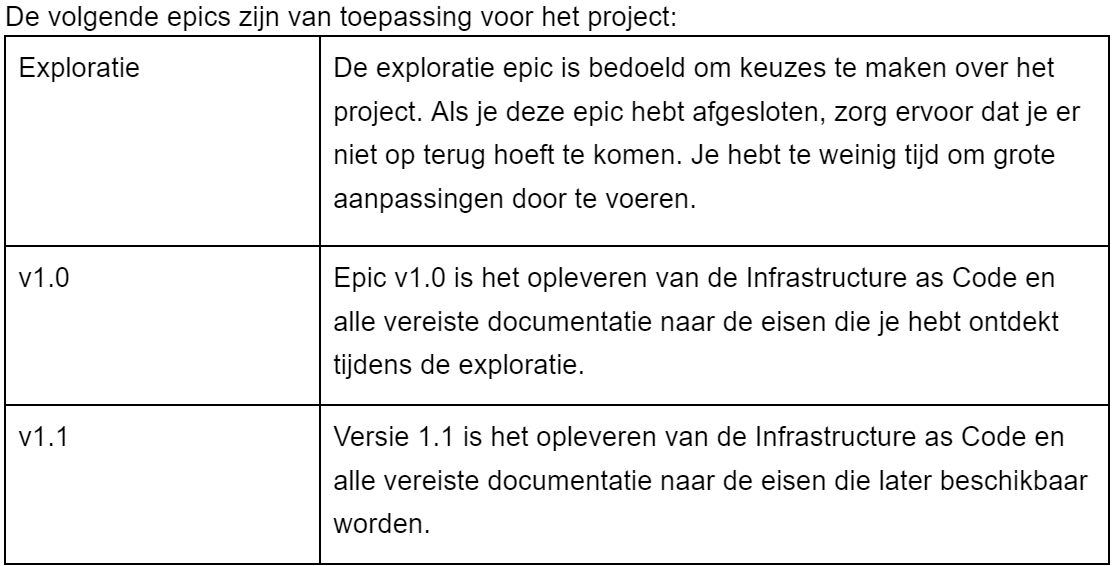 De volgende epics zijn van toepassing voor het project:
Exploratie
De exploratie epic is bedoeld om keuzes te maken over het
project. Als je deze epic hebt afgesloten, zorg ervoor dat je er
niet op terug hoeft te komen. Je hebt te weinig tijd om grote
aanpassingen door te voeren.
v1.0
Epic v1.0 is het opleveren van de Infrastructure as Code en
alle vereiste documentatie naar de eisen die je hebt ontdekt
tijdens de exploratie.
v1.1
Versie 1.1 is het opleveren van de Infrastructure as Code en
alle vereiste documentatie naar de eisen die later beschikbaar
worden.